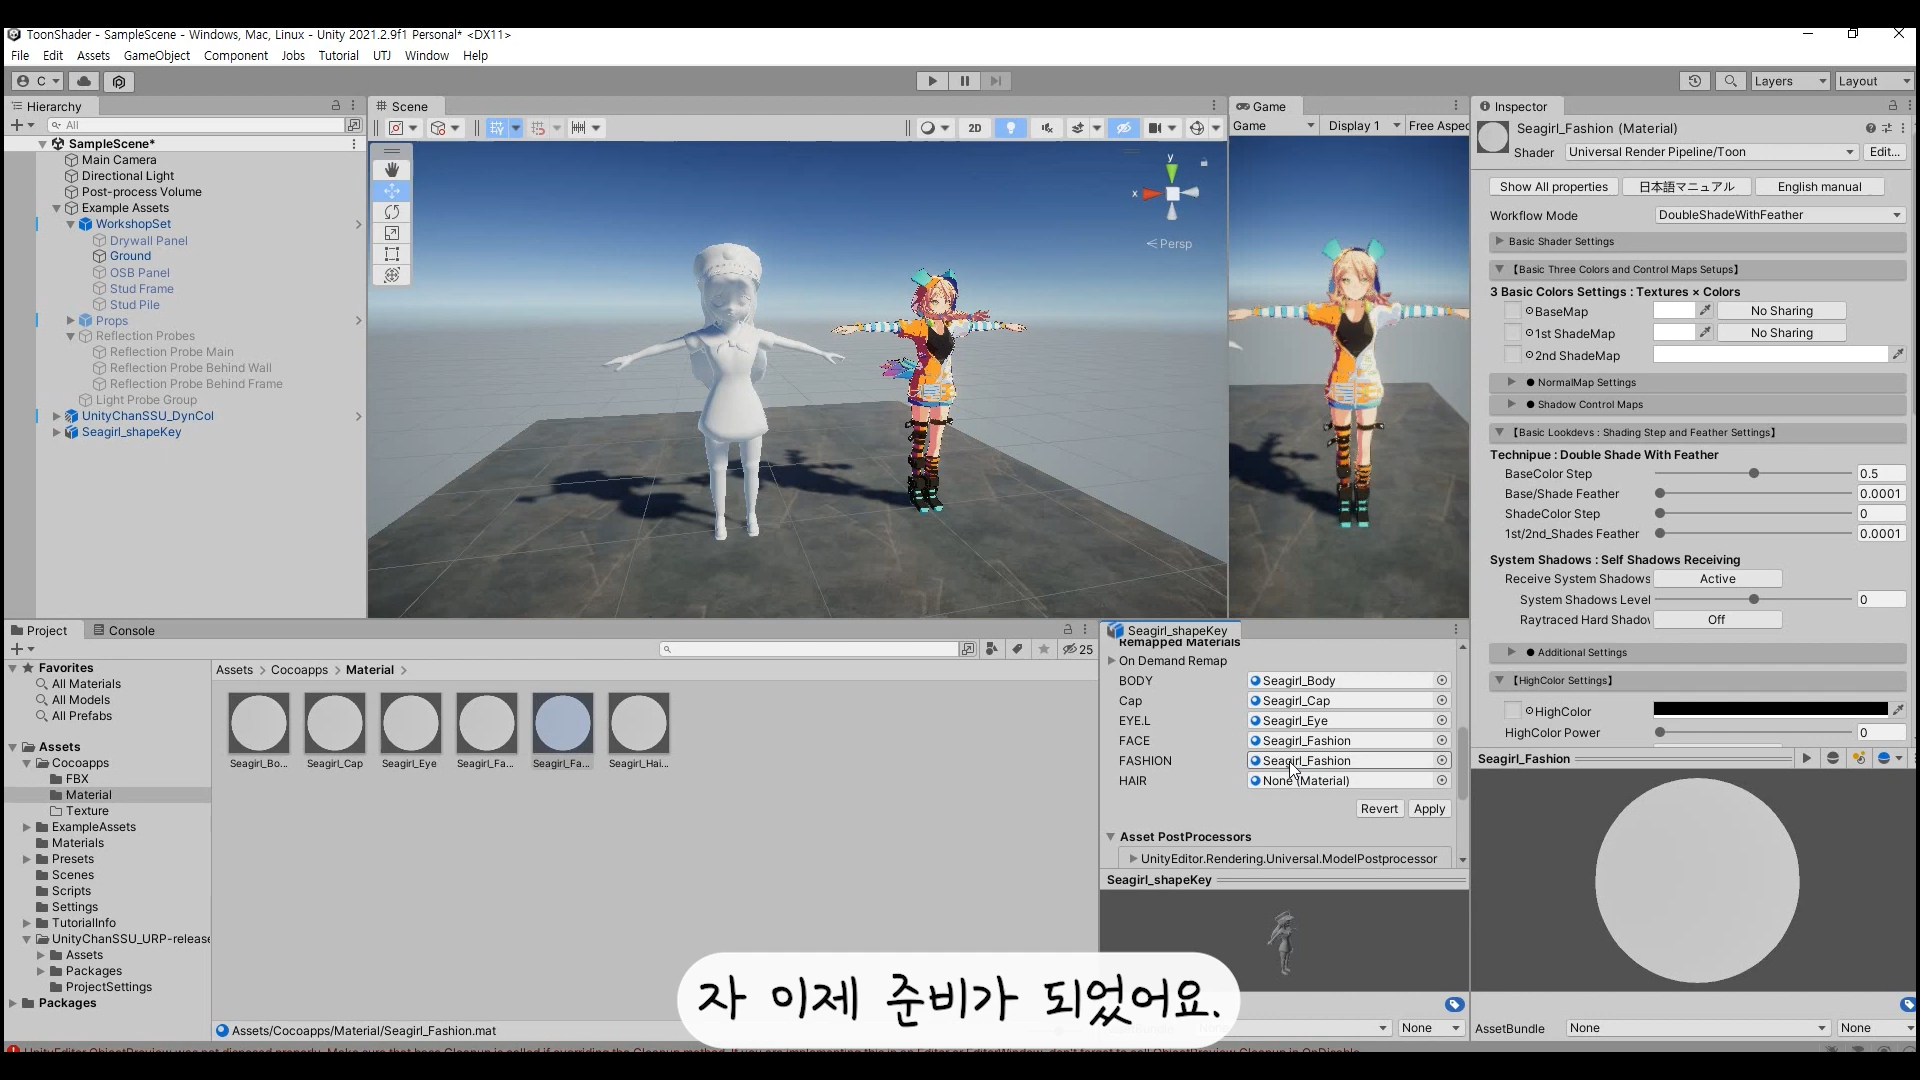 ToonShader - SampleScene - Windows, Mac, Linux - Unity 2021.2.9f1 Personal* <DX11>
File Edit Assets GameObject Component Jobs Tutorial UTJ Window Help
C
Layers Layout
Hierarchy
All
SampleScene*
Main Camera
Directional Light
Post-process Volume
Example Assets
WorkshopSet
Drywall Panel
Ground
OSB Panel
Stud Frame
Stud Pile
Props
Reflection Probes
Reflection Probe Main
Reflection Probe Behind Wall
Reflection Probe Behind Frame
Light Probe Group
UnityChanSSU_DynCol
Seagirl_shapeKey
Scene
2D
y
x
Persp
Game
Game Display 1 Free Aspec
Inspector
Seagirl_Fashion (Material)
Shader Universal Render Pipeline/Toon Edit...
Show All properties 日本語マニュアル English manual
Workflow Mode DoubleShadeWithFeather
Basic Shader Settings
【Basic Three Colors and Control Maps Setups】
3 Basic Colors Settings : Textures × Colors
BaseMap No Sharing
1st ShadeMap No Sharing
2nd ShadeMap
● NormalMap Settings
● Shadow Control Maps
【Basic Lookdevs : Shading Step and Feather Settings】
Technipue : Double Shade With Feather
BaseColor Step 0.5
Base/Shade Feather 0.0001
ShadeColor Step 0
1st/2nd_Shades Feather 0.0001
System Shadows : Self Shadows Receiving
Receive System Shadows Active
System Shadows Level 0
Raytraced Hard Shadov Off
● Additional Settings
【HighColor Settings】
HighColor
HighColor Power 0
Seagirl_Fashion
AssetBundle None None
Project Console
25
Favorites
All Materials
All Models
All Prefabs
Assets
Cocoapps
FBX
Material
Texture
ExampleAssets
Materials
Presets
Scenes
Scripts
Settings
TutorialInfo
UnityChanSSU_URP-release
Assets
Packages
ProjectSettings
Packages
Assets > Cocoapps > Material >
Seagirl_Bo... Seagirl_Cap Seagirl_Eye Seagirl_Fa... Seagirl_Fa... Seagirl_Hai...
Assets/Cocoapps/Material/Seagirl_Fashion.mat
Seagirl_shapeKey
Remapped Materials
On Demand Remap
BODY Seagirl_Body
Cap Seagirl_Cap
EYE.L Seagirl_Eye
FACE Seagirl_Fashion
FASHION Seagirl_Fashion
HAIR None (Material)
Revert Apply
Asset PostProcessors
UnityEditor.Rendering.Universal.ModelPostprocessor
Seagirl_shapeKey
None
자 이제 준비가 되었어요.